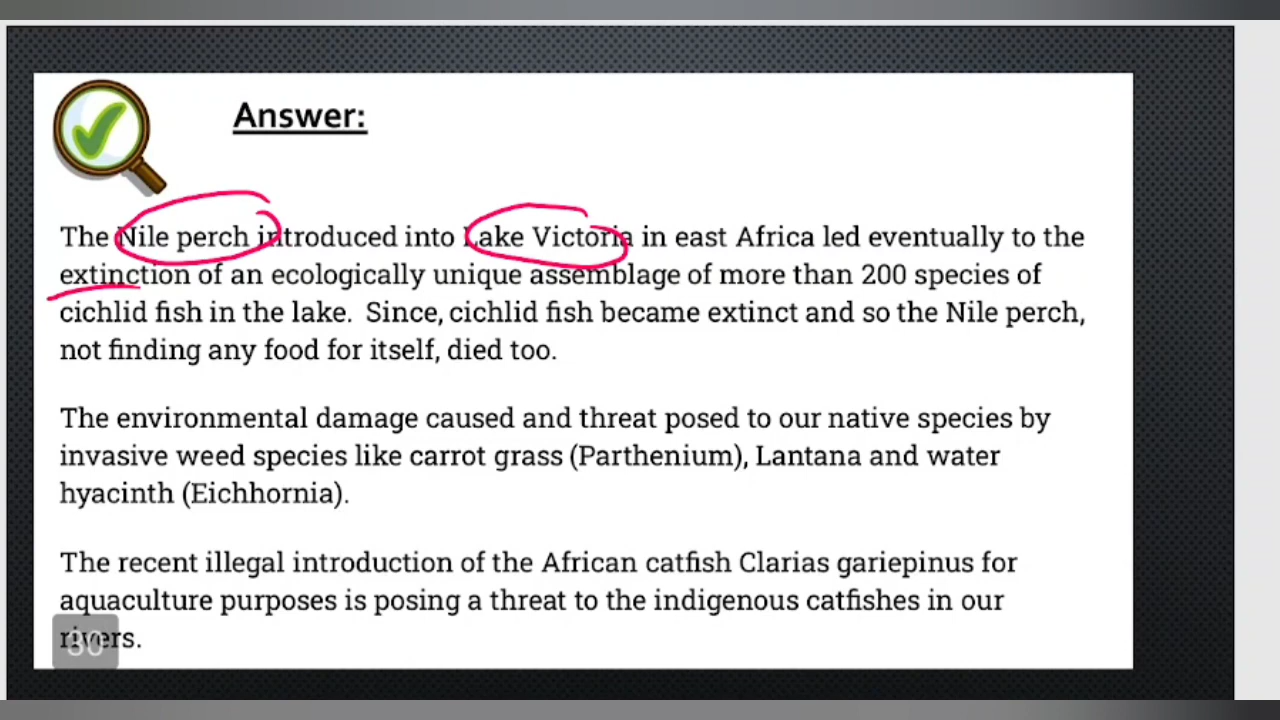 Answer:
The Nile perch introduced into Lake Victoria in east Africa led eventually to the
extinction of an ecologically unique assemblage of more than 200 species of
cichlid fish in the lake.  Since, cichlid fish became extinct and so the Nile perch,
not finding any food for itself, died too.
The environmental damage caused and threat posed to our native species by
invasive weed species like carrot grass (Parthenium), Lantana and water
hyacinth (Eichhornia).
The recent illegal introduction of the African catfish Clarias gariepinus for
aquaculture purposes is posing a threat to the indigenous catfishes in our
rivers.
30